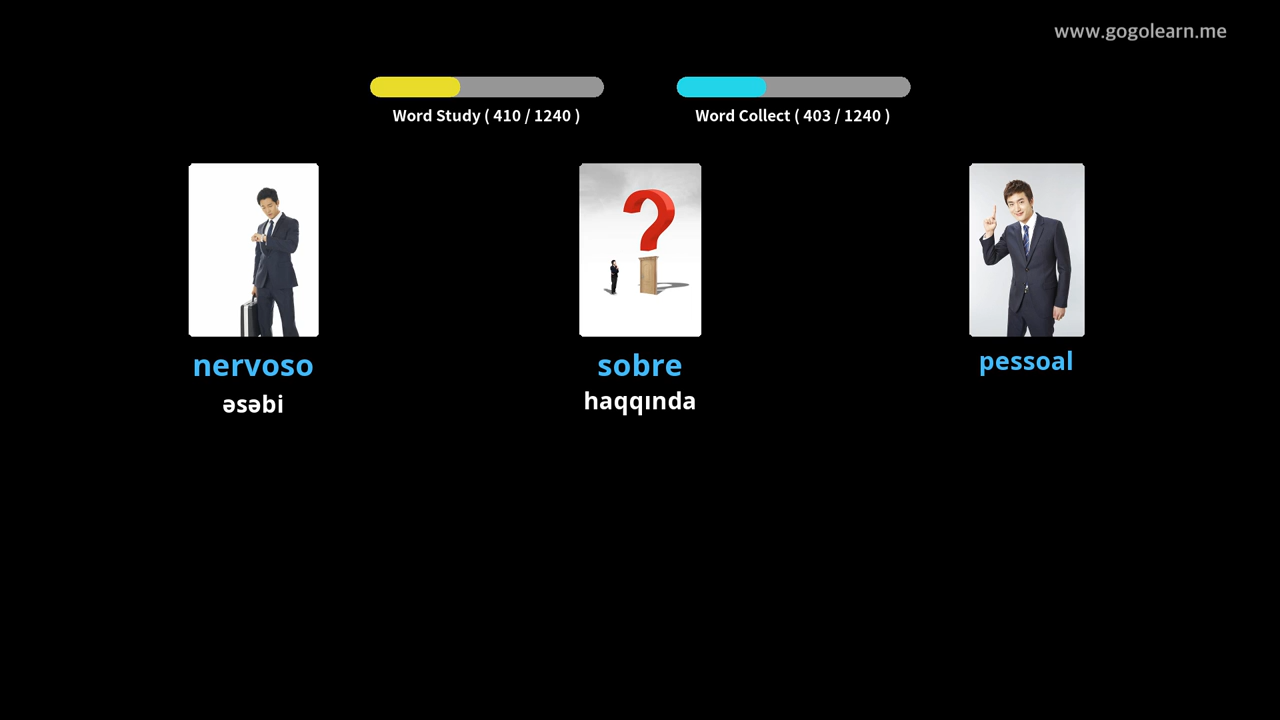 www.gogolearn.me
Word Study ( 410 / 1240 )
Word Collect ( 403 / 1240 )
nervoso
əsəbi
sobre
haqqında
pessoal